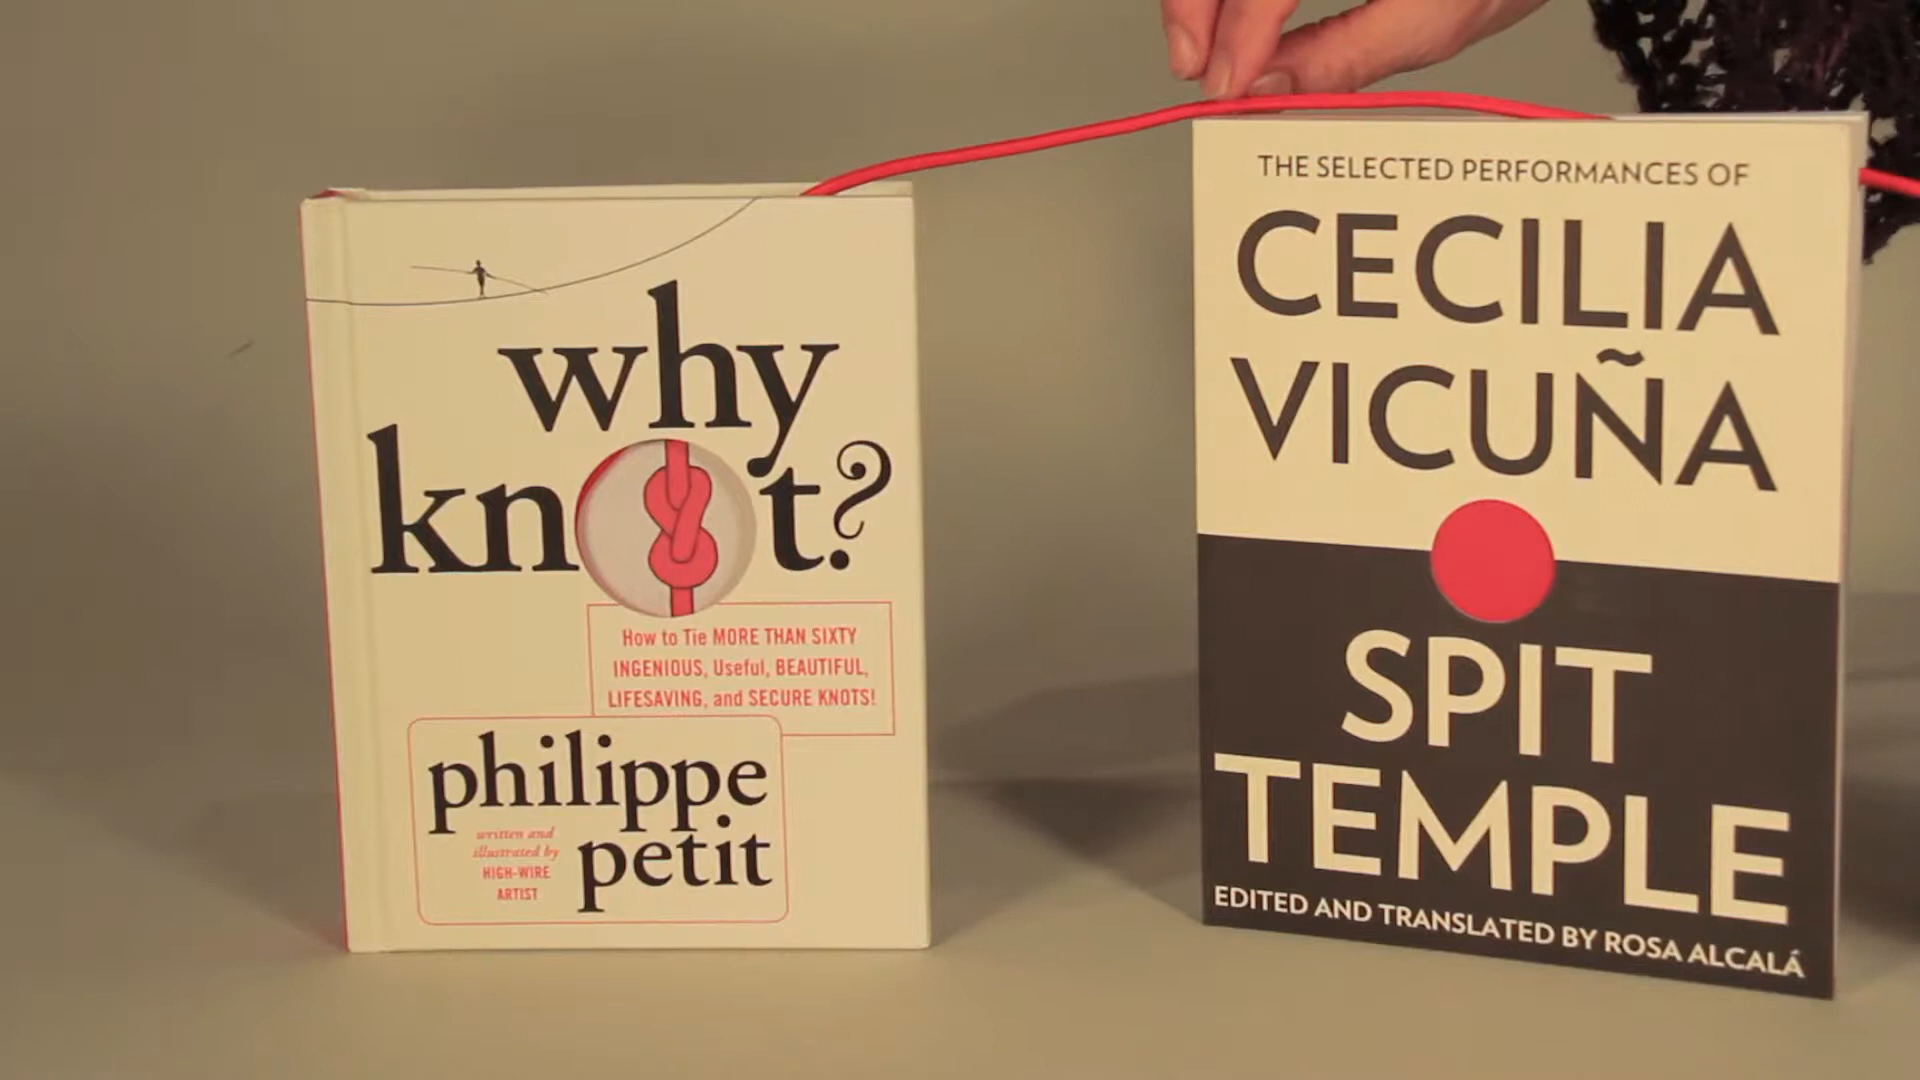 why
knot?
How to Tie MORE THAN SIXTY
INGENIOUS, Useful, BEAUTIFUL,
LIFESAVING, and SECURE KNOTS!
philippe
petit
written and
illustrated by
HIGH-WIRE
ARTIST
THE SELECTED PERFORMANCES OF
CECILIA
VICUÑA
SPIT
TEMPLE
EDITED AND TRANSLATED BY ROSA ALCALÁ